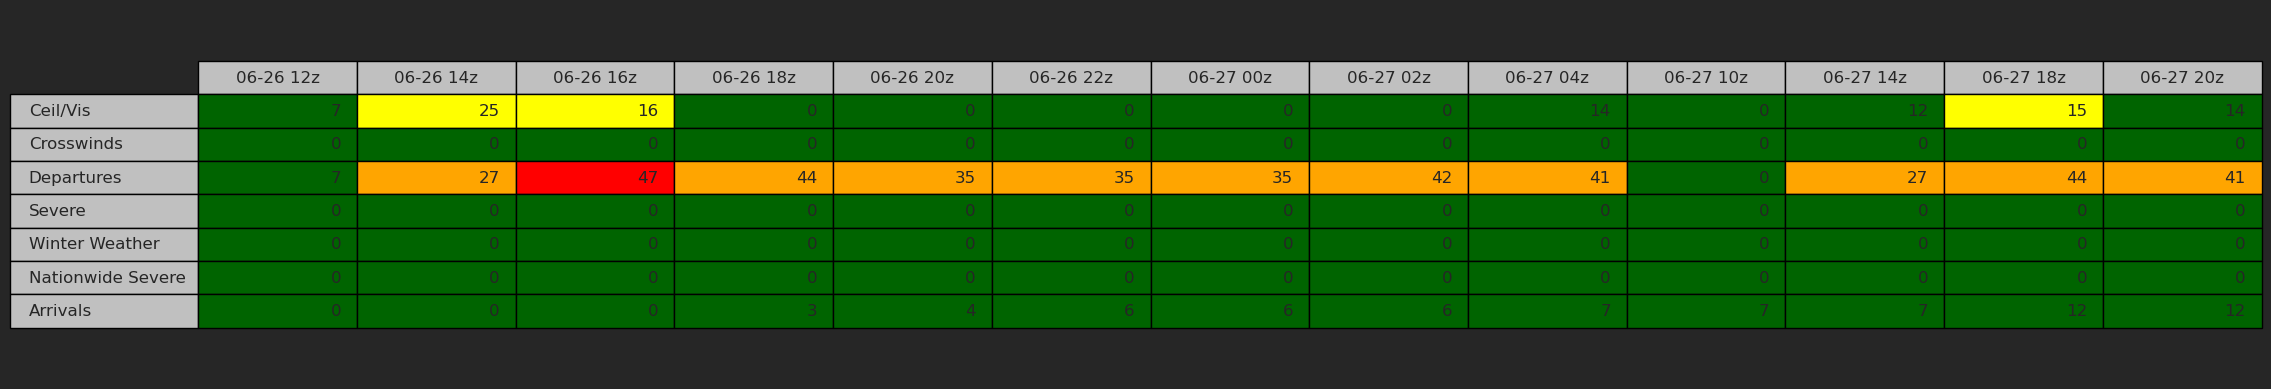 06-26 12z 06-26 14z 06-26 16z 06-26 18z 06-26 20z 06-26 22z 06-27 00z 06-27 02z 06-27 04z 06-27 10z 06-27 14z 06-27 18z 06-27 20z
Ceil/Vis 7 25 16 0 0 0 0 0 14 0 12 15 14
Crosswinds 0 0 0 0 0 0 0 0 0 0 0 0 0
Departures 7 27 47 44 35 35 35 42 41 0 27 44 41
Severe 0 0 0 0 0 0 0 0 0 0 0 0 0
Winter Weather 0 0 0 0 0 0 0 0 0 0 0 0 0
Nationwide Severe 0 0 0 0 0 0 0 0 0 0 0 0 0
Arrivals 0 0 0 3 4 6 6 6 7 7 7 12 12